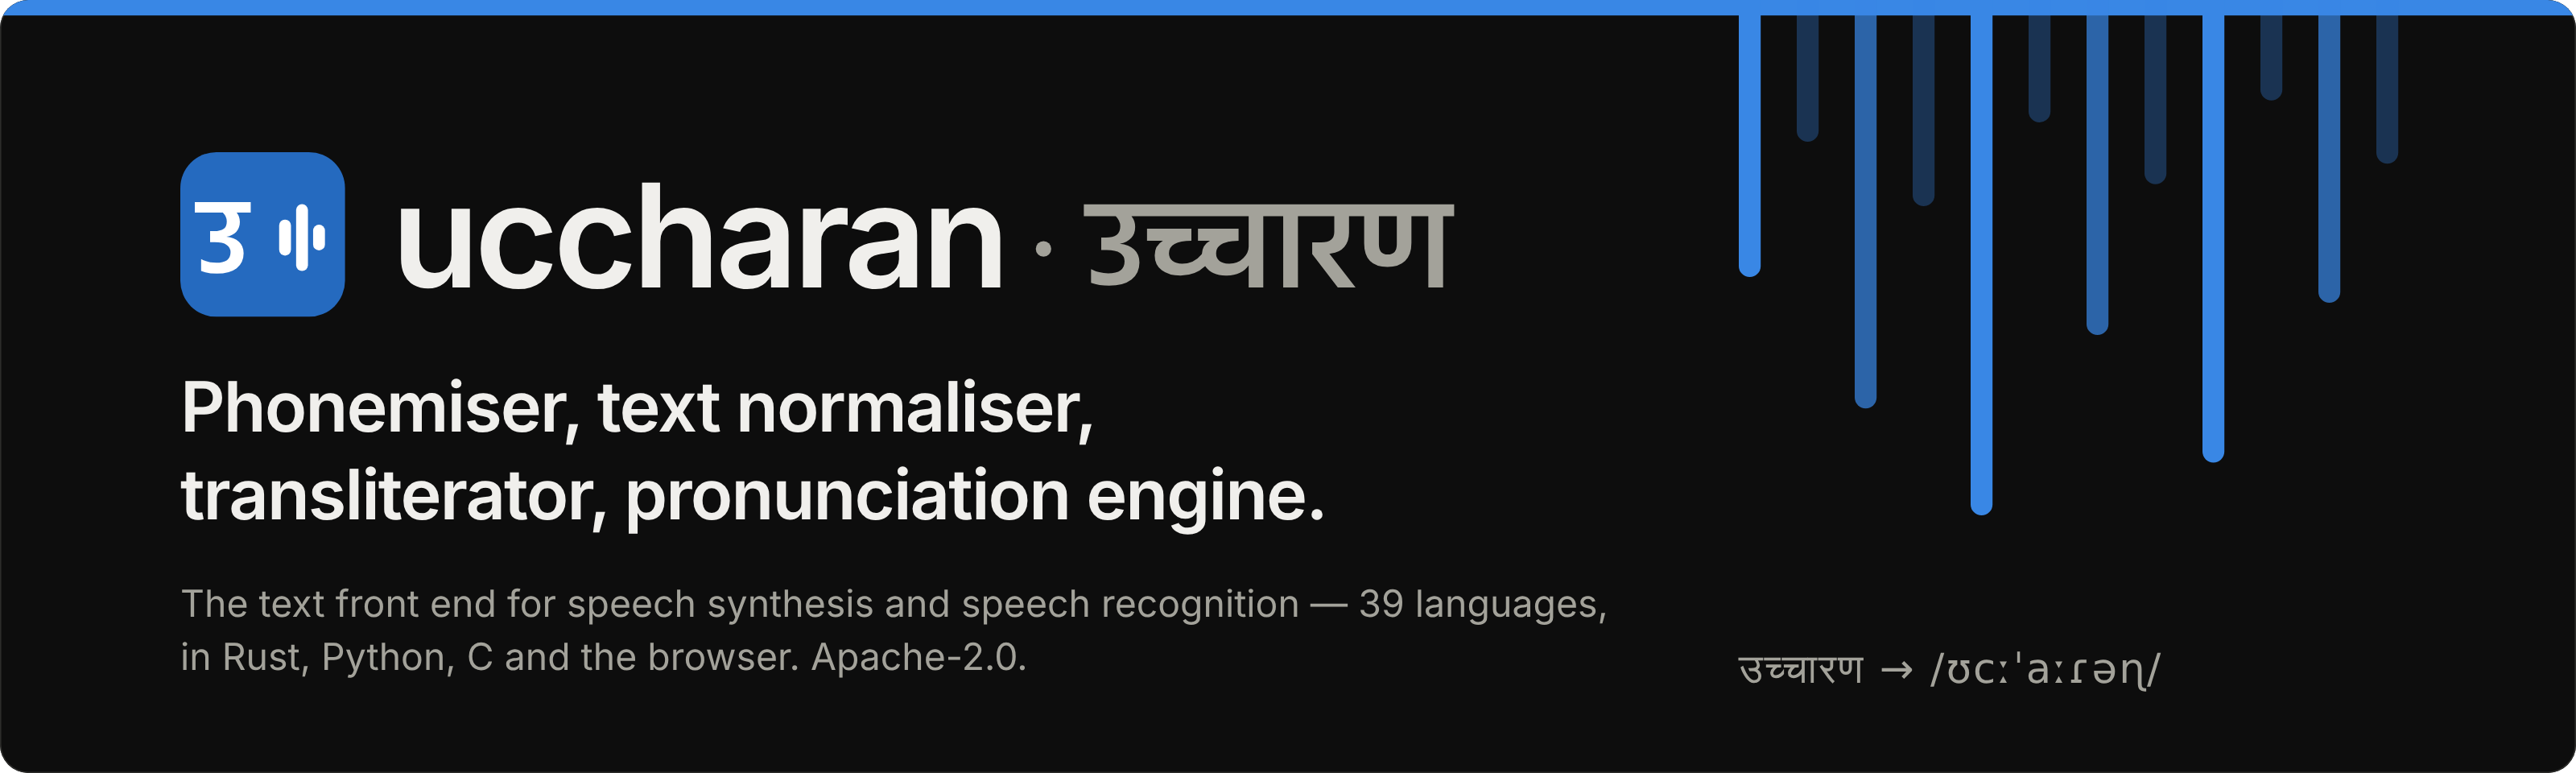 उ
uccharan · उच्चारण
Phonemiser, text normaliser,
transliterator, pronunciation engine.
The text front end for speech synthesis and speech recognition — 39 languages,
in Rust, Python, C and the browser. Apache-2.0.
उच्चारण → /ʊcːˈaːɾəɳ/